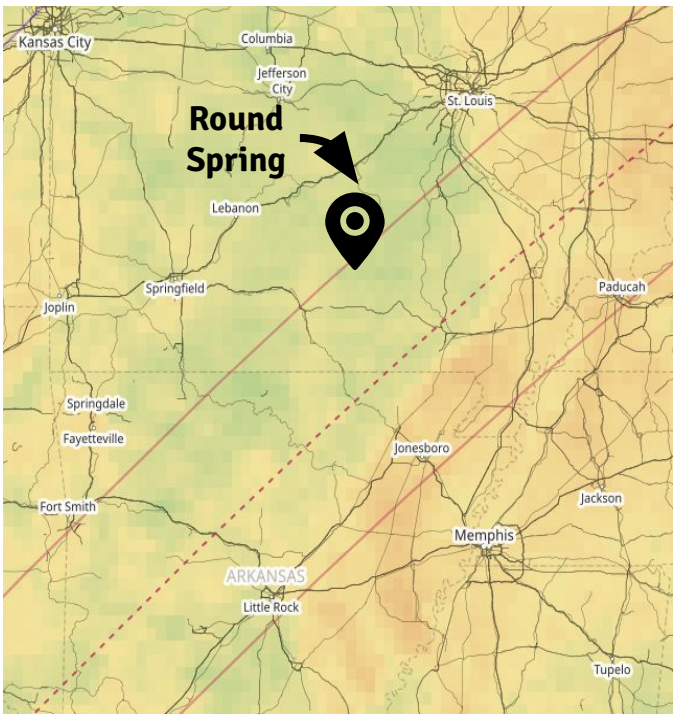 Kansas City
Columbia
Jefferson
City
St. Louis
Round
Spring
Lebanon
Springfield
Paducah
Joplin
Springdale
Fayetteville
Jonesboro
Fort Smith
Jackson
Memphis
ARKANSAS
Little Rock
Tupelo